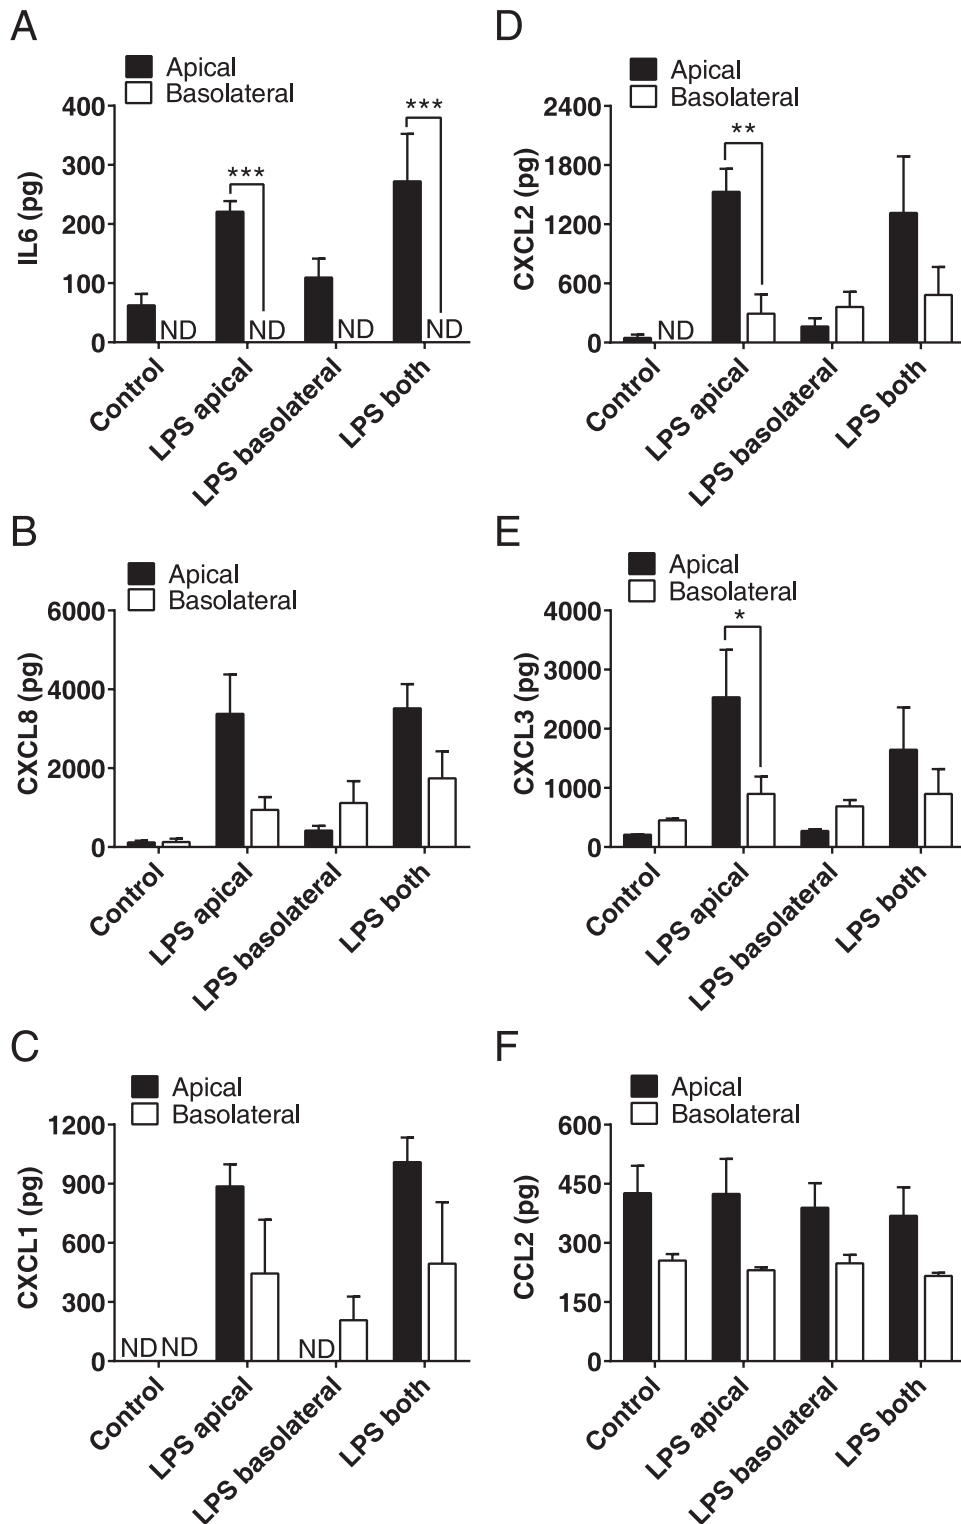 A
Apical
Basolateral
IL6 (pg)
400
300
200
100
0
***
***
ND
ND
ND
ND
Control
LPS apical
LPS basolateral
LPS both
D
Apical
Basolateral
CXCL2 (pg)
2400
1800
1200
600
0
**
ND
Control
LPS apical
LPS basolateral
LPS both
B
Apical
Basolateral
CXCL8 (pg)
6000
4000
2000
0
Control
LPS apical
LPS basolateral
LPS both
E
Apical
Basolateral
CXCL3 (pg)
4000
3000
2000
1000
0
*
Control
LPS apical
LPS basolateral
LPS both
C
Apical
Basolateral
CXCL1 (pg)
1200
900
600
300
0
ND ND
ND
Control
LPS apical
LPS basolateral
LPS both
F
Apical
Basolateral
CCL2 (pg)
600
450
300
150
0
Control
LPS apical
LPS basolateral
LPS both